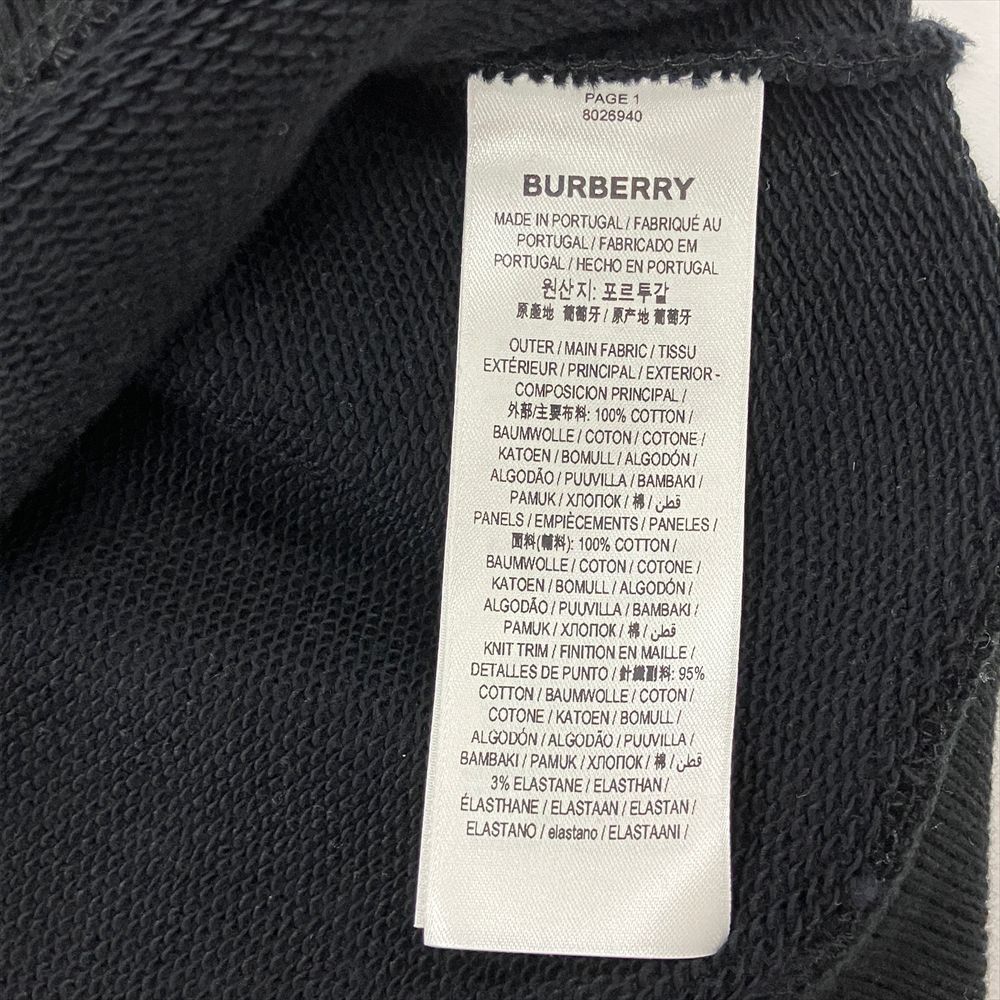 PAGE 1
8026940
BURBERRY
MADE IN PORTUGAL / FABRIQUÉ AU
PORTUGAL / FABRICADO EM
PORTUGAL / HECHO EN PORTUGAL
원산지: 포르투갈
原產地 葡萄牙 / 原产地 葡萄牙
OUTER / MAIN FABRIC / TISSU
EXTÉRIEUR / PRINCIPAL / EXTERIOR -
COMPOSICION PRINCIPAL /
外部/主要布料: 100% COTTON /
BAUMWOLLE / COTON / COTONE /
KATOEN / BOMULL / ALGODÓN /
ALGODÃO / PUUVILLA / BAMBAKI /
PAMUK / ХЛОПОК / 棉 / قطن /
PANELS / EMPIÈCEMENTS / PANELES /
面料(輔料): 100% COTTON /
BAUMWOLLE / COTON / COTONE /
KATOEN / BOMULL / ALGODÓN /
ALGODÃO / PUUVILLA / BAMBAKI /
PAMUK / ХЛОПОК / 棉 / قطن /
KNIT TRIM / FINITION EN MAILLE /
DETALLES DE PUNTO / 針織副料: 95%
COTTON / BAUMWOLLE / COTON /
COTONE / KATOEN / BOMULL /
ALGODÓN / ALGODÃO / PUUVILLA /
BAMBAKI / PAMUK / ХЛОПОК / 棉 / قطن /
3% ELASTANE / ELASTHAN /
ÉLASTHANE / ELASTAAN / ELASTAN /
ELASTANO / elastano / ELASTAANI /